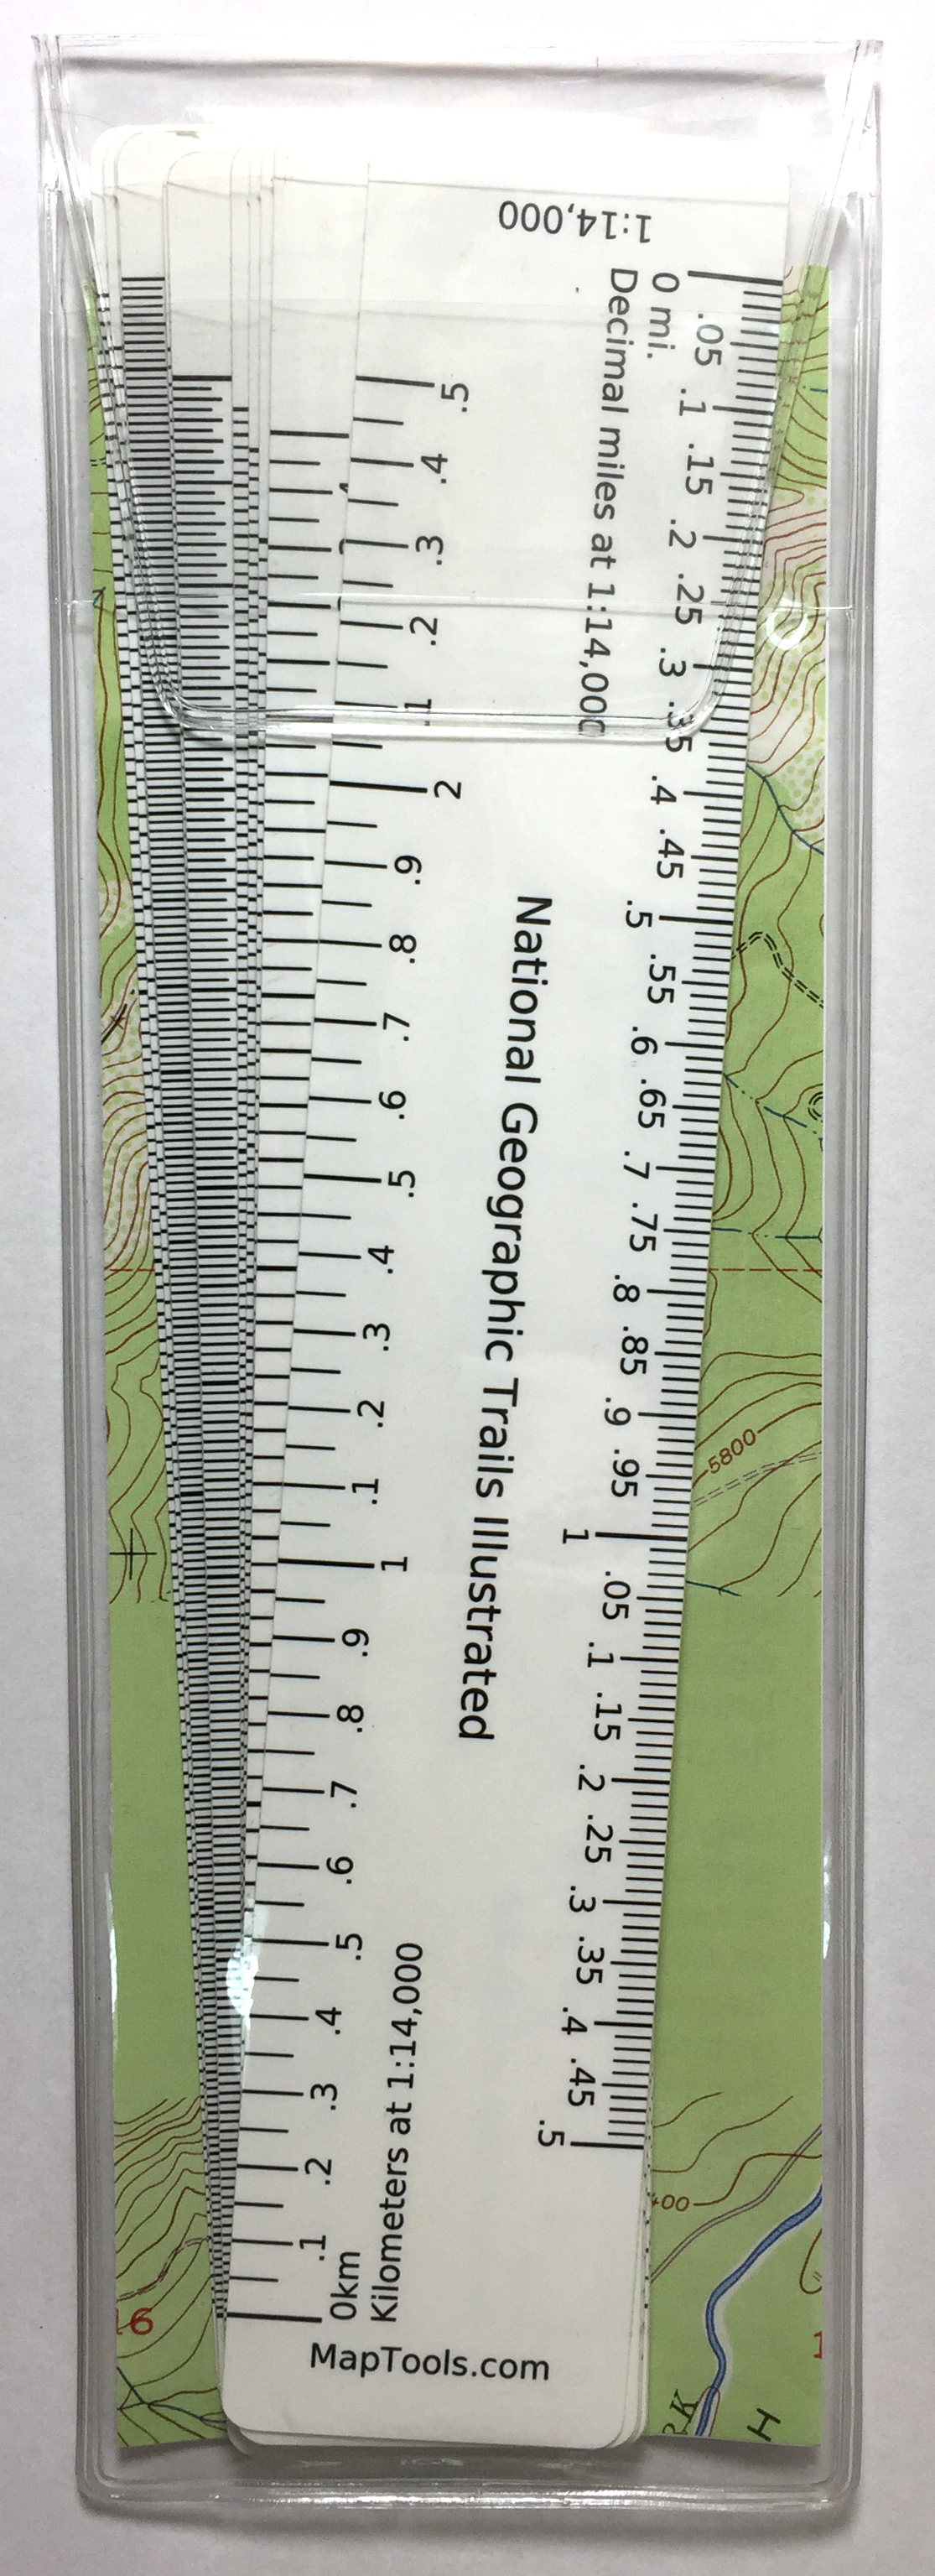 1:14,000
0 mi. .05 .1 .15 .2 .25 .3 .35 .4 .45 .5 .55 .6 .65 .7 .75 .8 .85 .9 .95 1 .05 .1 .15 .2 .25 .3 .35 .4 .45 .5
Decimal miles at 1:14,000
National Geographic Trails Illustrated
Kilometers at 1:14,000
0km .1 .2 .3 .4 .5 .6 .7 .8 .9 1 .1 .2 .3 .4 .5 .6 .7 .8 .9 2 .1 .2 .3 .4 .5
MapTools.com
5800
16
H